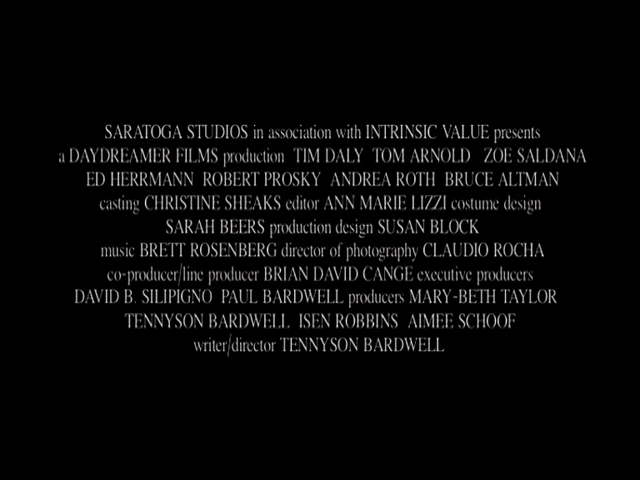 SARATOGA STUDIOS in association with INTRINSIC VALUE presents
a DAYDREAMER FILMS production TIM DALY TOM ARNOLD ZOE SALDANA
ED HERRMANN ROBERT PROSKY ANDREA ROTH BRUCE ALTMAN
casting CHRISTINE SHEAKS editor ANN MARIE LIZZI costume design
SARAH BEERS production design SUSAN BLOCK
music BRETT ROSENBERG director of photography CLAUDIO ROCHA
co-producer/line producer BRIAN DAVID CANGE executive producers
DAVID B. SILIPIGNO PAUL BARDWELL producers MARY-BETH TAYLOR
TENNYSON BARDWELL ISEN ROBBINS AIMEE SCHOOF
writer/director TENNYSON BARDWELL